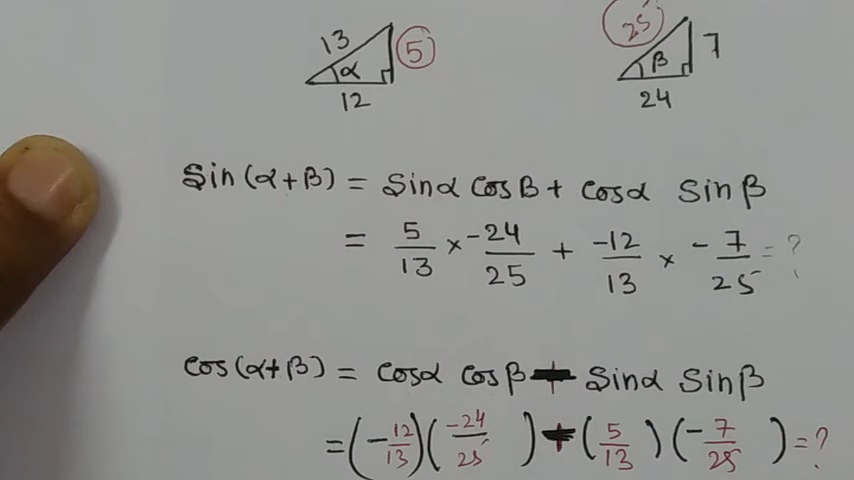 13 α 12 5
25 β 24 7
Sin(α+β) = Sinα CosB + Cosα Sinβ
= 5/13 × -24/25 + -12/13 × -7/25 = ?
Cos(α+β) = Cosα Cosβ - Sinα Sinβ
= (-12/13)(-24/25) - (5/13)(-7/25) = ?